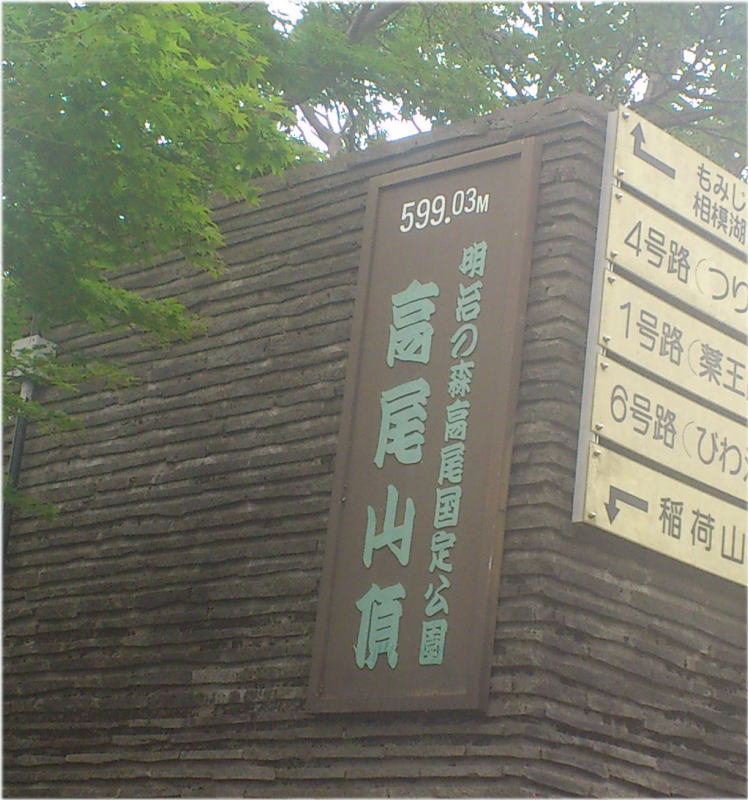 599.03M
明治の森高尾国定公園
高尾山頂
もみじ
相模湖
4号路（つり
1号路（薬王
6号路（びわ
稲荷山